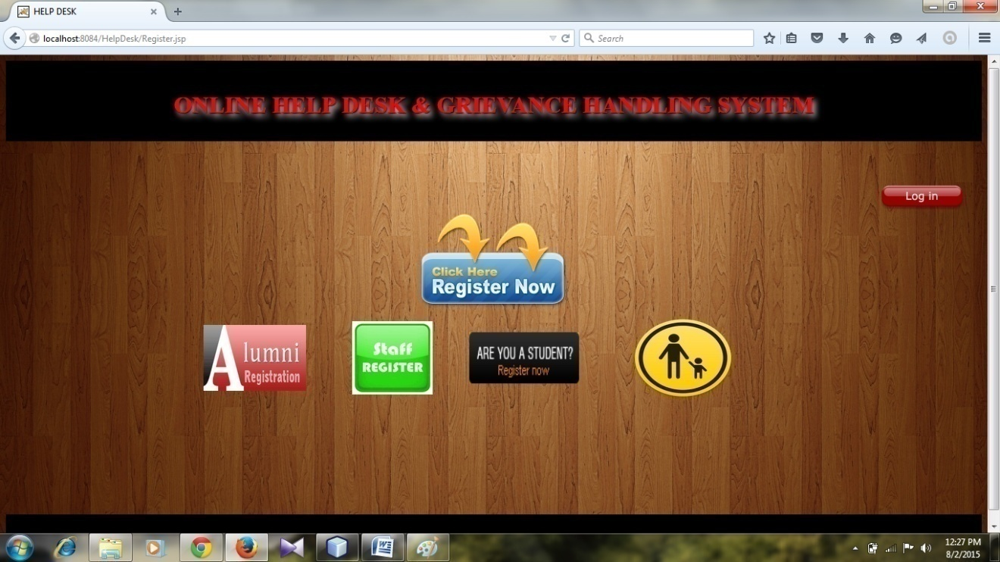 HELP DESK
localhost:8084/HelpDesk/Register.jsp
Search
ONLINE HELP DESK & GRIEVANCE HANDLING SYSTEM
Log in
Click Here
Register Now
Alumni
Registration
Staff
REGISTER
ARE YOU A STUDENT?
Register now
12:27 PM
8/2/2015